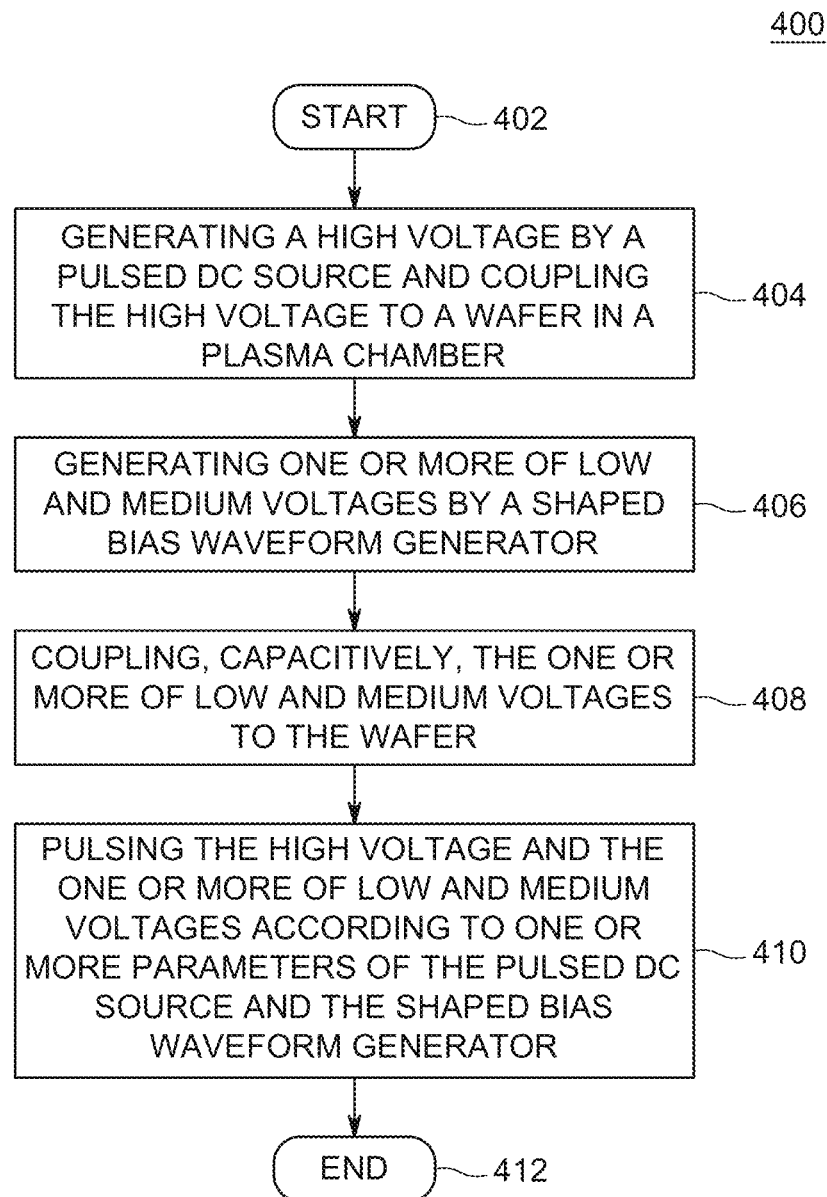 400
START
402
GENERATING A HIGH VOLTAGE BY A
PULSED DC SOURCE AND COUPLING
THE HIGH VOLTAGE TO A WAFER IN A
PLASMA CHAMBER
404
GENERATING ONE OR MORE OF LOW
AND MEDIUM VOLTAGES BY A SHAPED
BIAS WAVEFORM GENERATOR
406
COUPLING, CAPACITIVELY, THE ONE OR
MORE OF LOW AND MEDIUM VOLTAGES
TO THE WAFER
408
PULSING THE HIGH VOLTAGE AND THE
ONE OR MORE OF LOW AND MEDIUM
VOLTAGES ACCORDING TO ONE OR
MORE PARAMETERS OF THE PULSED DC
SOURCE AND THE SHAPED BIAS
WAVEFORM GENERATOR
410
END
412